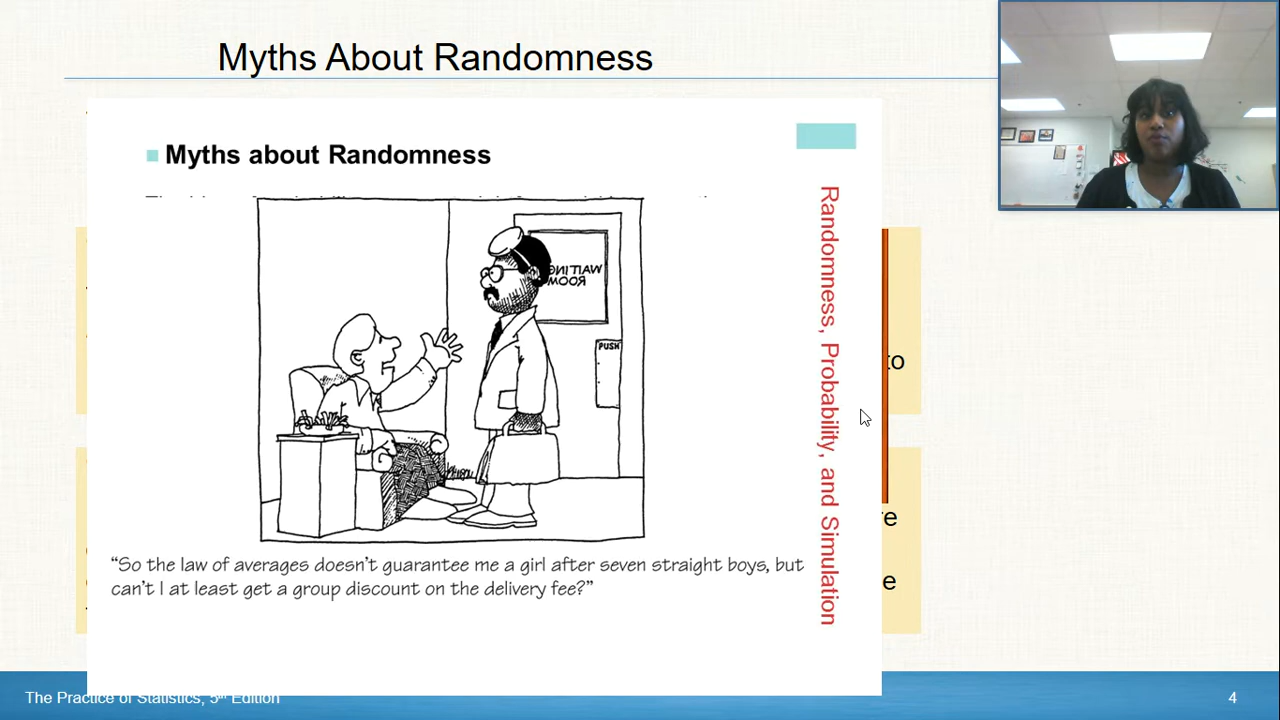 Myths About Randomness
Myths about Randomness
WAITING
ROOM
PUSH
Randomness, Probability, and Simulation
to
“So the law of averages doesn’t guarantee me a girl after seven straight boys, but
can’t I at least get a group discount on the delivery fee?”
The Practice of Statistics, 5th Edition
4